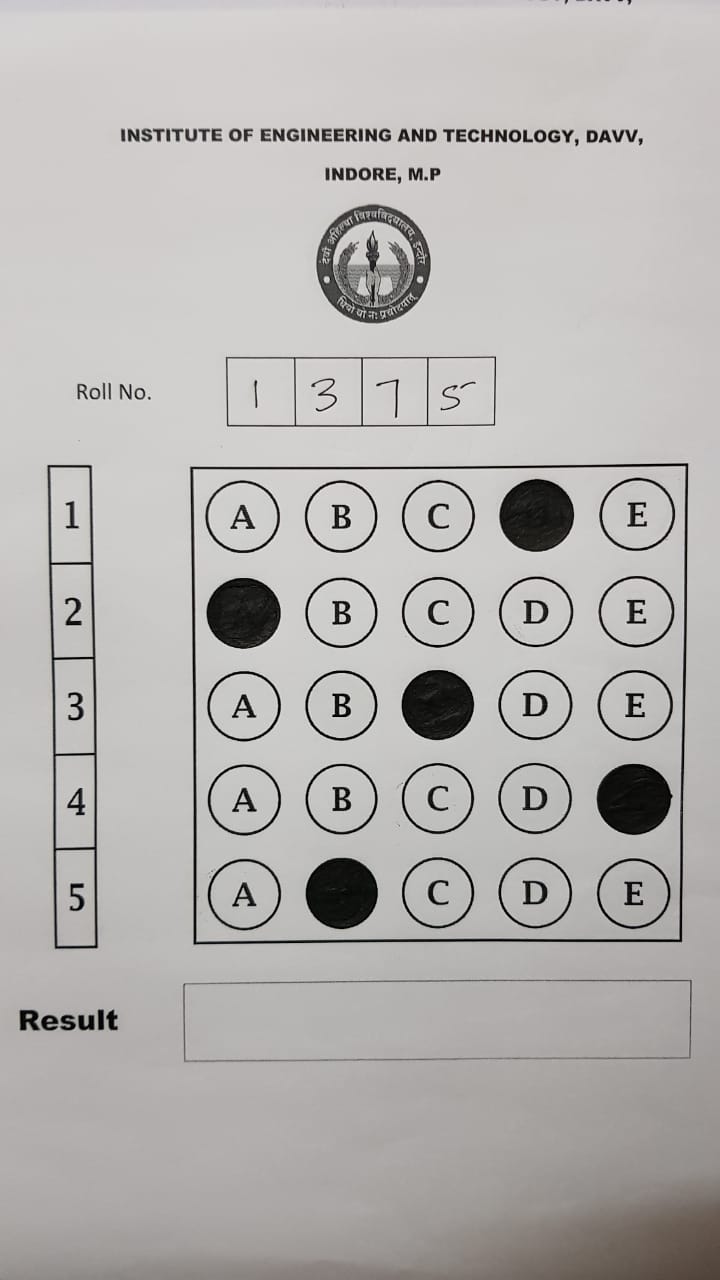 INSTITUTE OF ENGINEERING AND TECHNOLOGY, DAVV,
INDORE, M.P
देवी अहिल्या विश्वविद्यालय, इन्दौर
धियो यो नः प्रचोदयात्
Roll No. 1 3 7 5
1 A B C E
2 B C D E
3 A B D E
4 A B C D
5 A C D E
Result